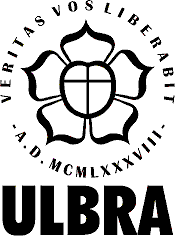 VERITAS VOS LIBERABIT
- A.D. MCMLXXXVIII -
ULBRA